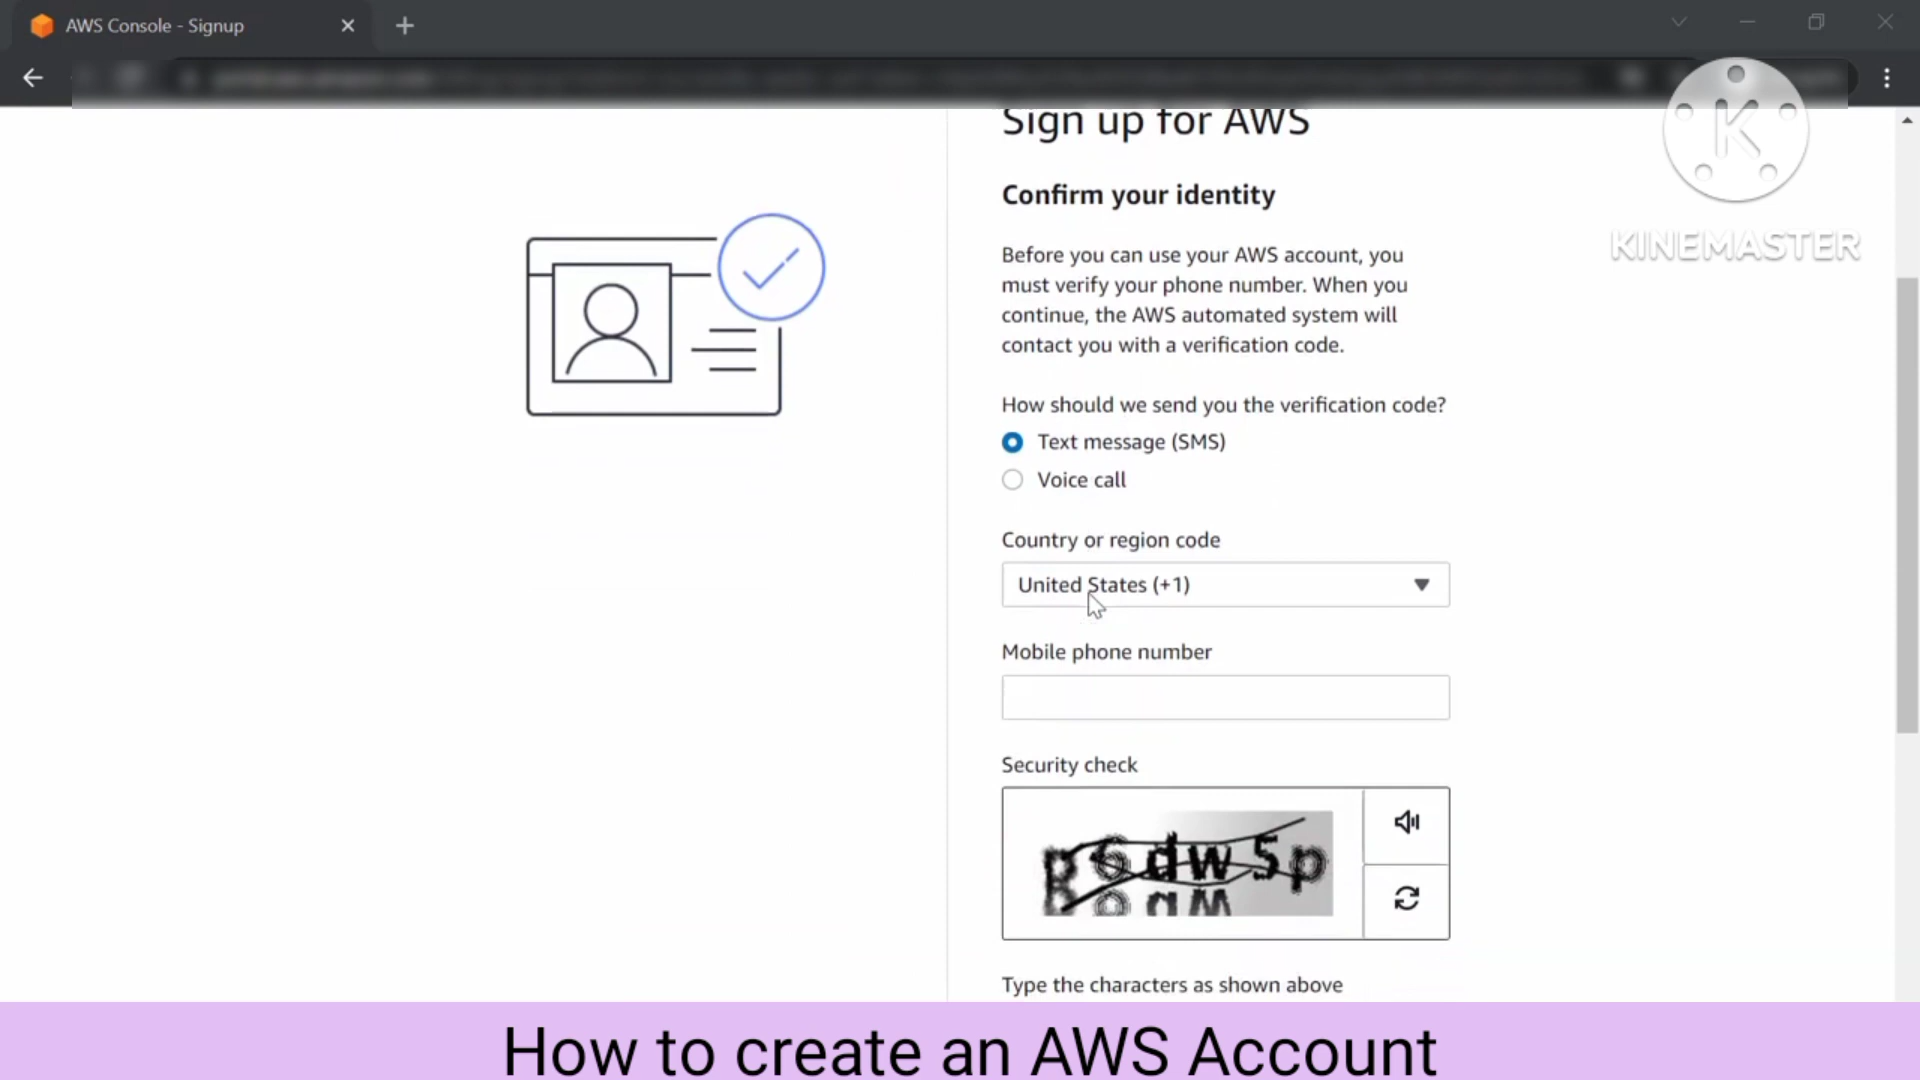 AWS Console - Signup
Sign up for AWS
KINEMASTER
Confirm your identity
Before you can use your AWS account, you
must verify your phone number. When you
continue, the AWS automated system will
contact you with a verification code.
How should we send you the verification code?
Text message (SMS)
Voice call
Country or region code
United States (+1)
Mobile phone number
Security check
Type the characters as shown above
How to create an AWS Account